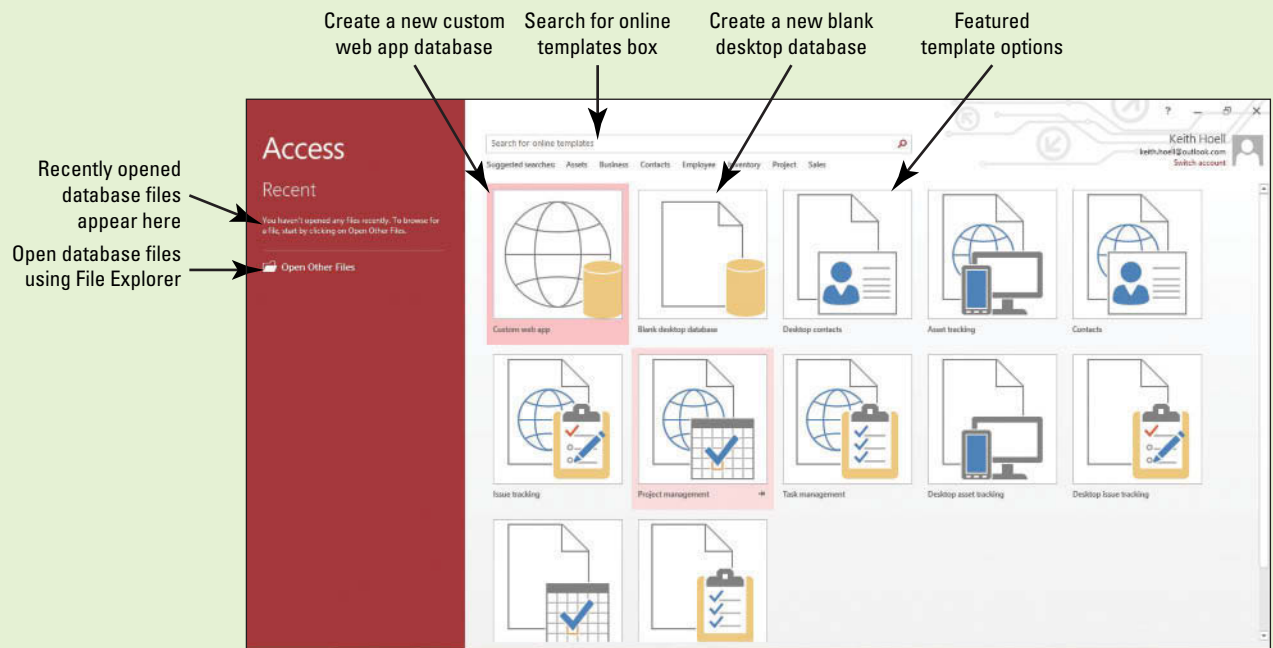 Create a new custom
web app database
Search for online
templates box
Create a new blank
desktop database
Featured
template options
Recently opened
database files
appear here
Open database files
using File Explorer
Access
Recent
You haven't opened any files recently. To browse for
a file, start by clicking on Open Other Files.
Open Other Files
Search for online templates
Suggested searches: Assets Business Contacts Employee Inventory Project Sales
?
Keith Hoell
keith.hoell@outlook.com
Switch account
Custom web app
Blank desktop database
Desktop contacts
Asset tracking
Contacts
Issue tracking
Project management
Task management
Desktop asset tracking
Desktop issue tracking